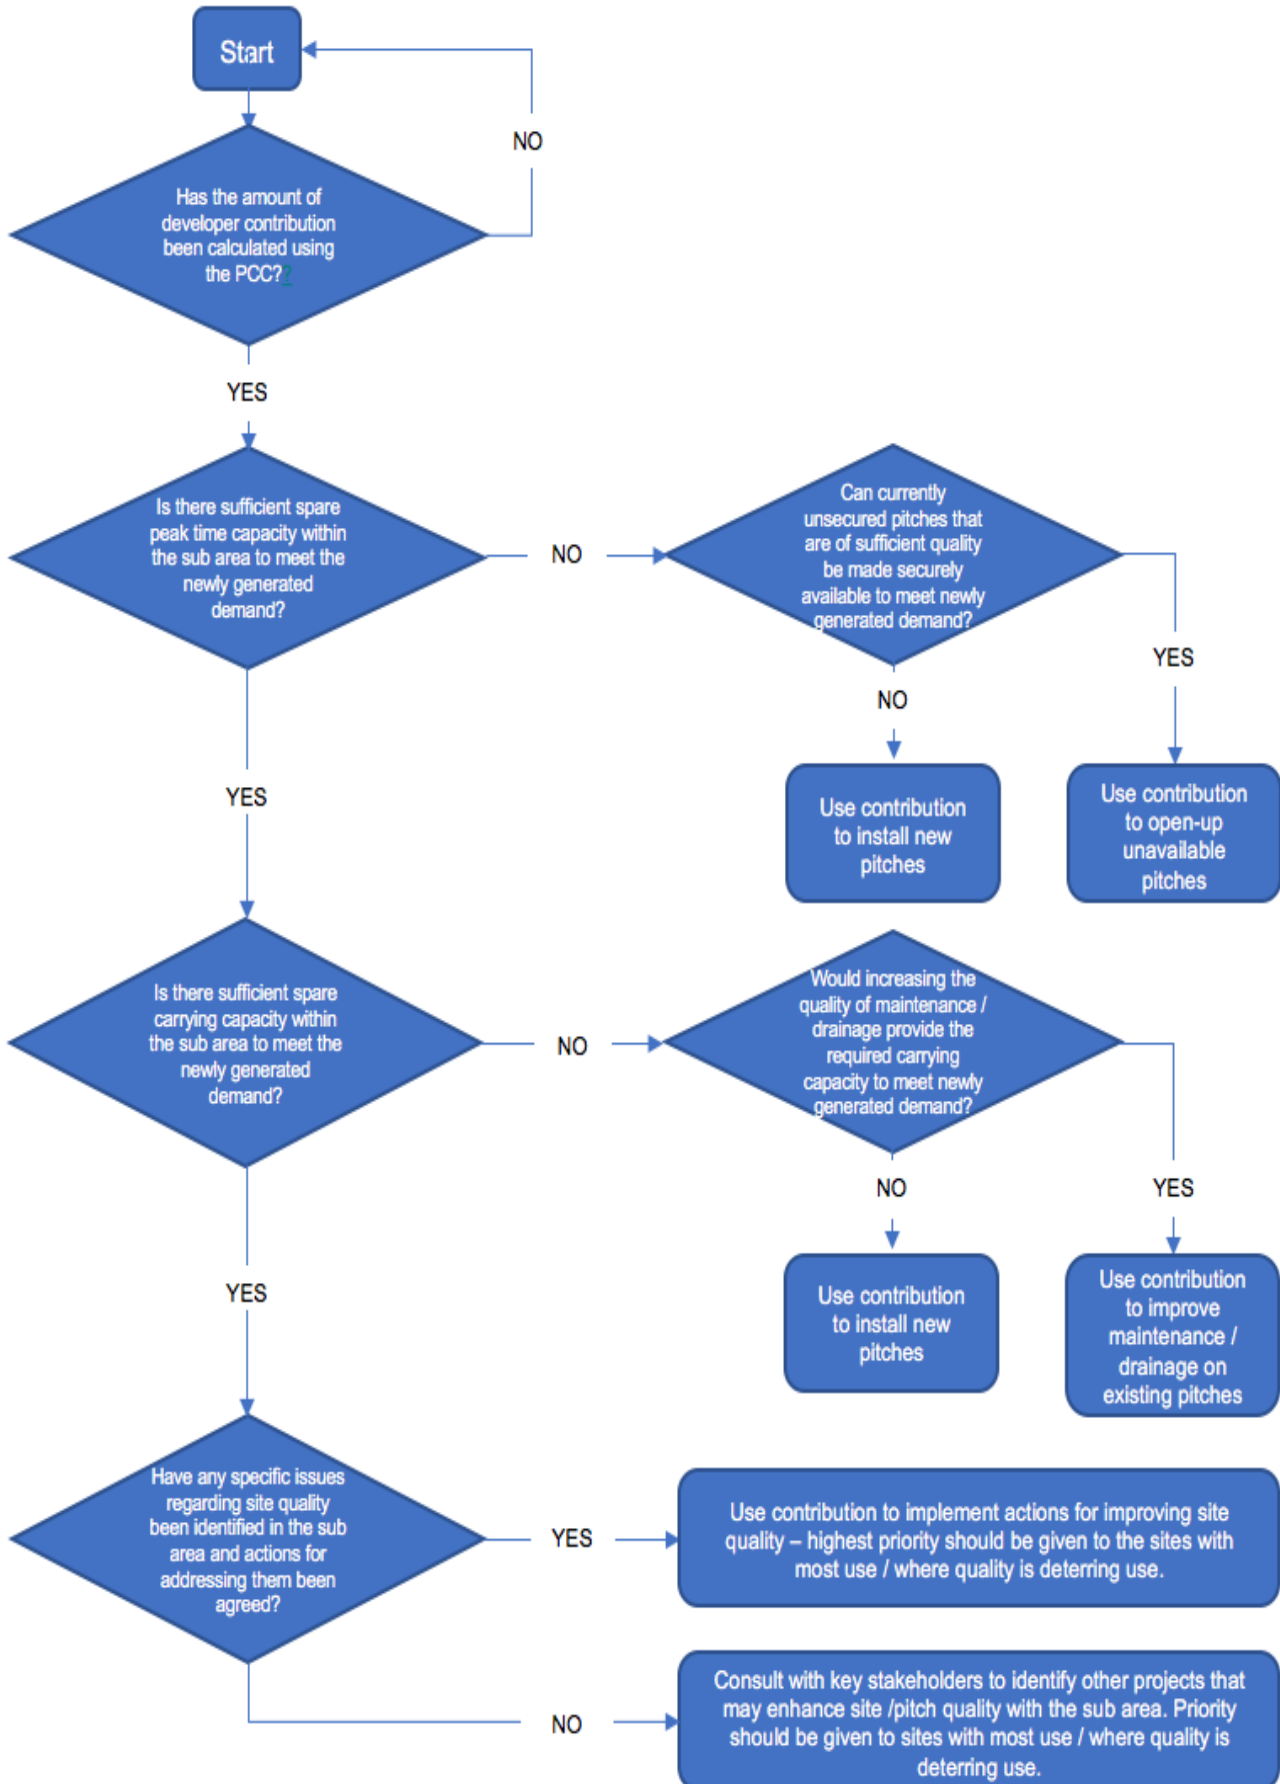 Start
NO
Has the amount of
developer contribution
been calculated using
the PCC??
YES
Is there sufficient spare
peak time capacity within
the sub area to meet the
newly generated
demand?
NO
Can currently
unsecured pitches that
are of sufficient quality
be made securely
available to meet newly
generated demand?
YES
NO
Use contribution
to install new
pitches
Use contribution
to open-up
unavailable
pitches
YES
Is there sufficient spare
carrying capacity within
the sub area to meet the
newly generated
demand?
NO
Would increasing the
quality of maintenance /
drainage provide the
required carrying
capacity to meet newly
generated demand?
NO
YES
Use contribution
to install new
pitches
Use contribution
to improve
maintenance /
drainage on
existing pitches
YES
Have any specific issues
regarding site quality
been identified in the sub
area and actions for
addressing them been
agreed?
YES
Use contribution to implement actions for improving site
quality – highest priority should be given to the sites with
most use / where quality is deterring use.
NO
Consult with key stakeholders to identify other projects that
may enhance site /pitch quality with the sub area. Priority
should be given to sites with most use / where quality is
deterring use.